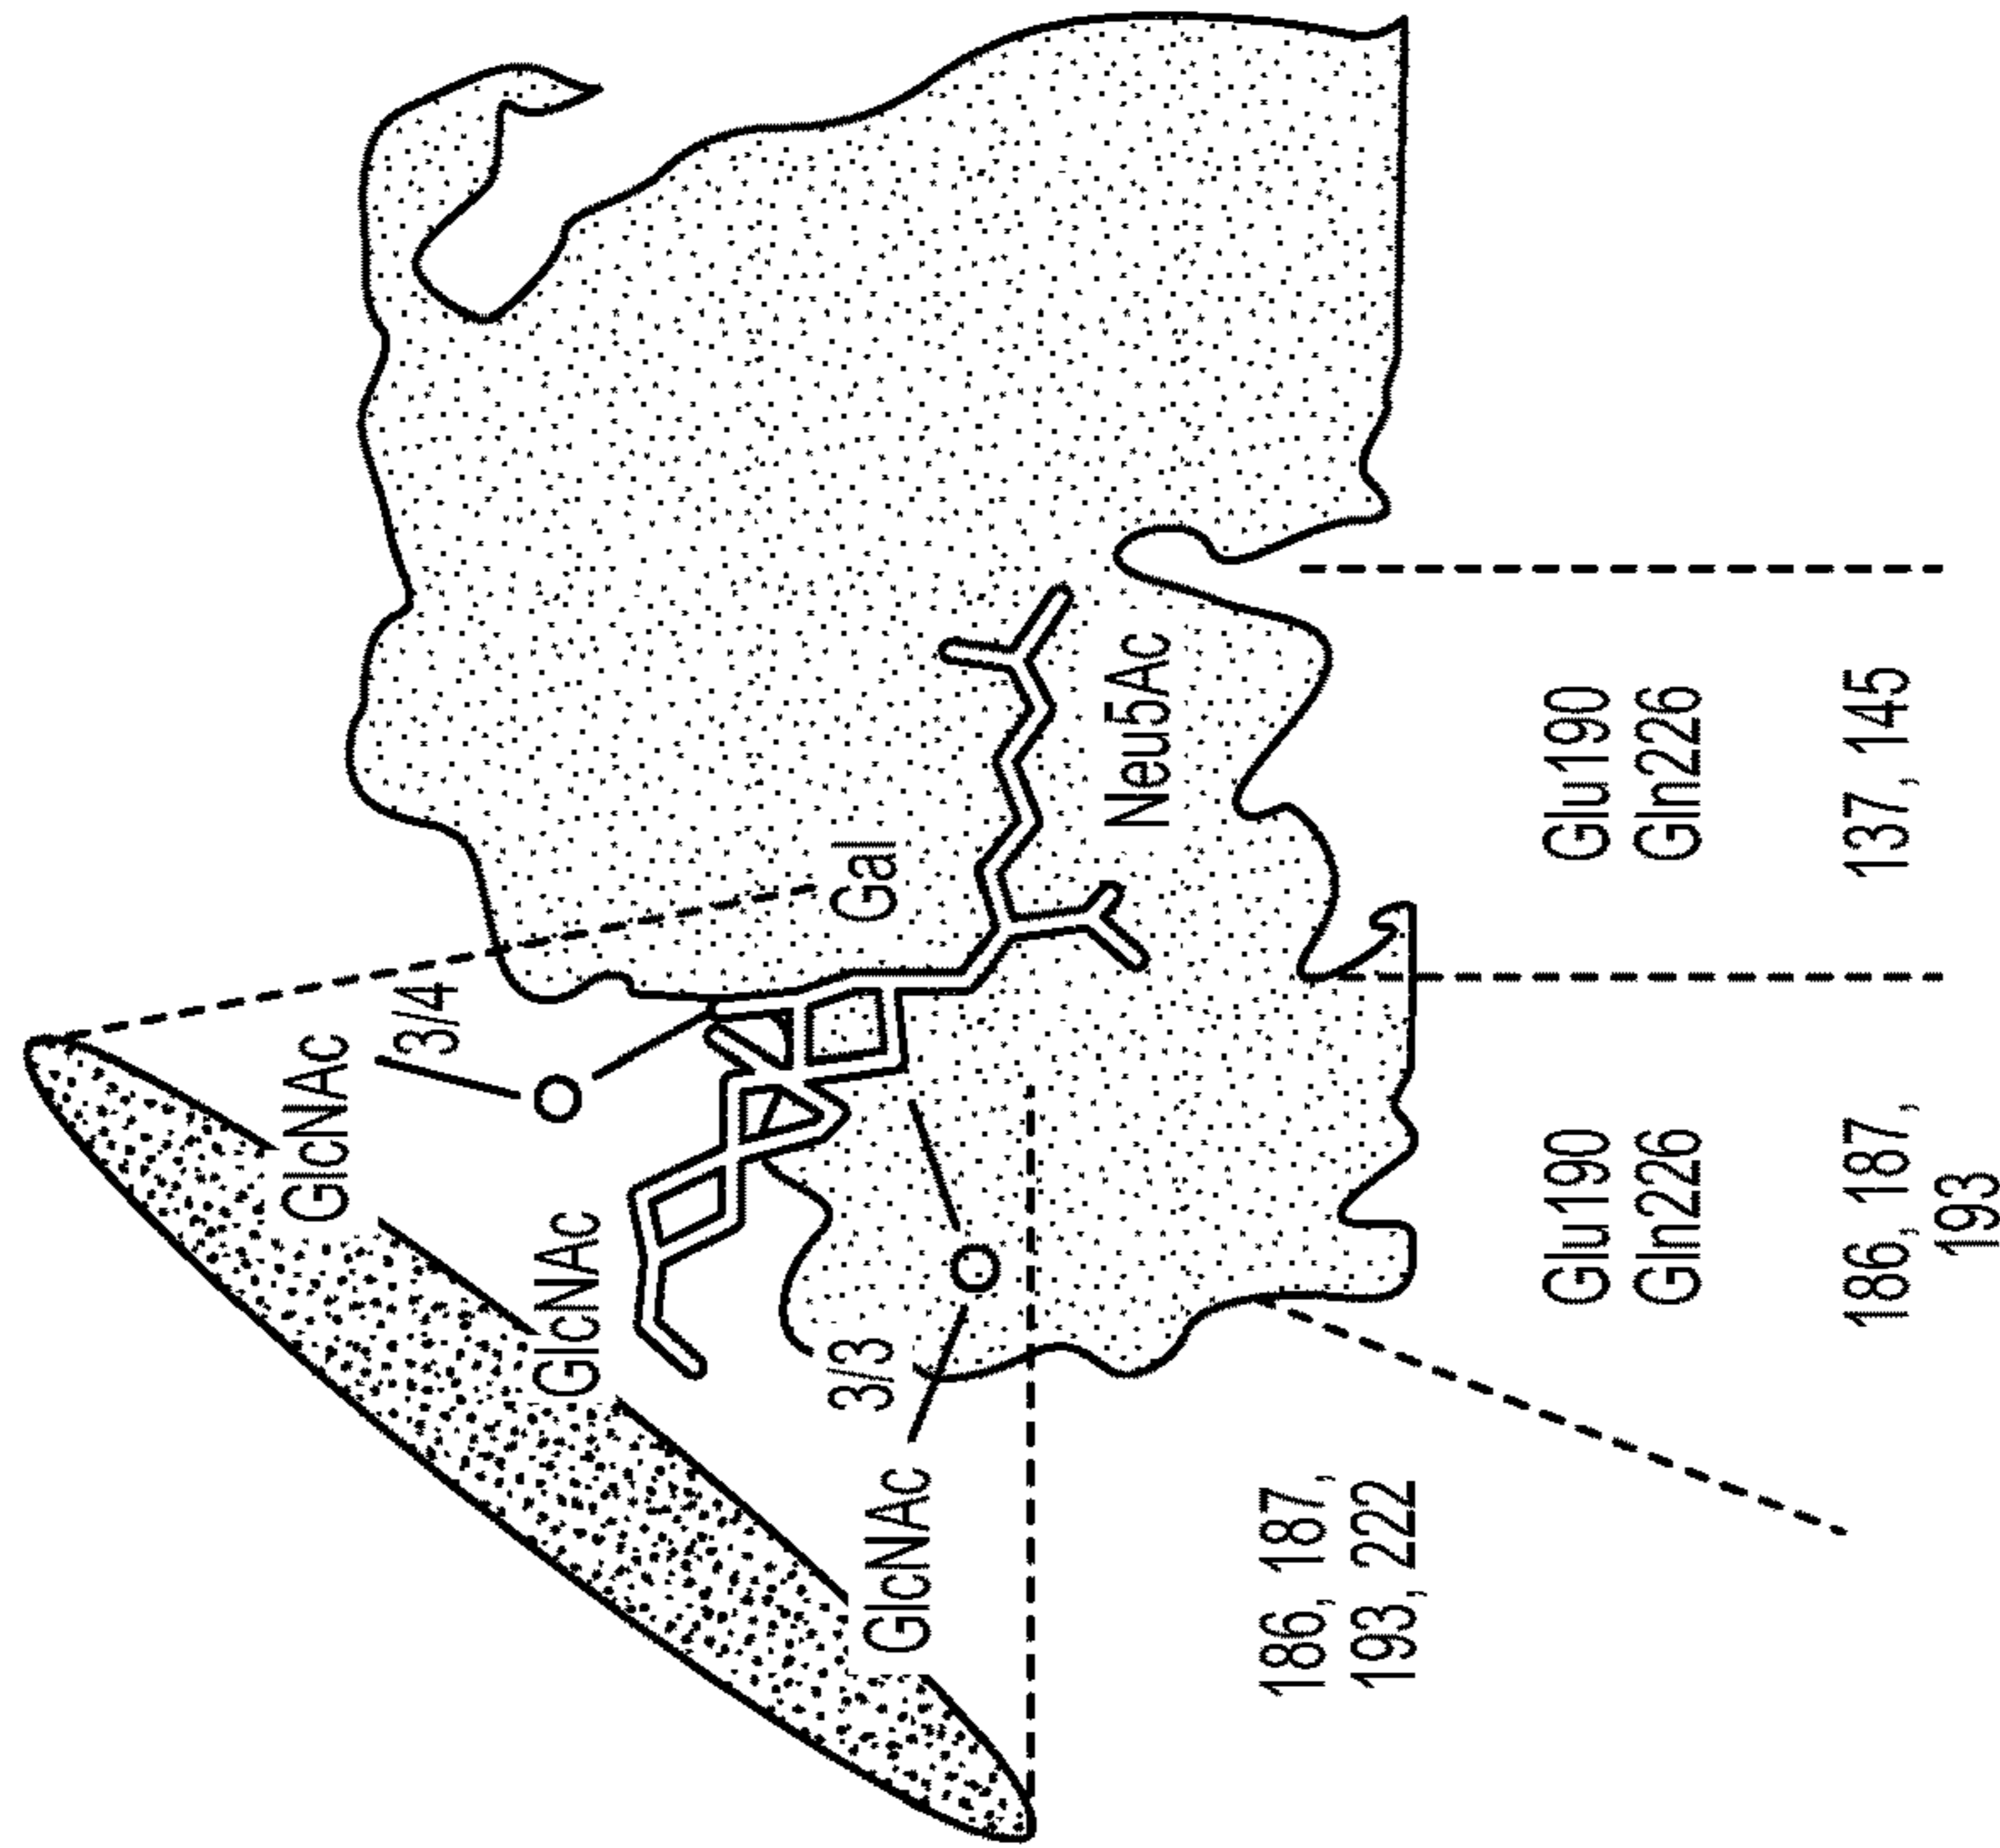 GlcNAc
3/4
O
GlcNAc
3/3
Gal
GlcNAc
O
Neu5Ac
186, 187,
193, 222
Glu190
Gln226
186, 187,
193
Glu190
Gln226
137, 145